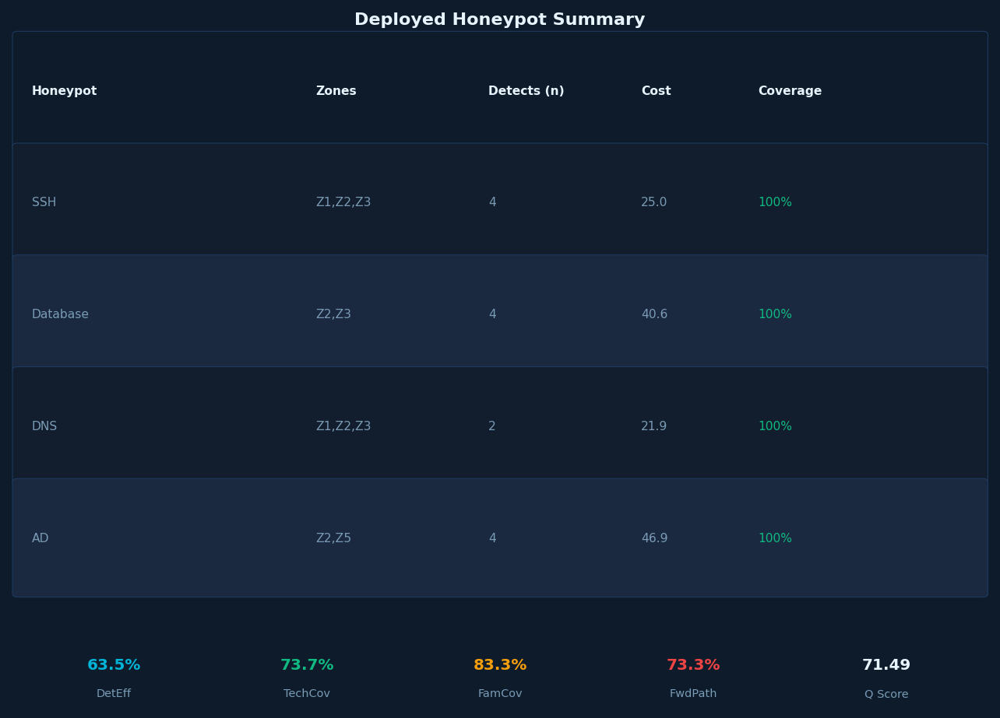 Deployed Honeypot Summary
Honeypot Zones Detects (n) Cost Coverage
SSH Z1,Z2,Z3 4 25.0 100%
Database Z2,Z3 4 40.6 100%
DNS Z1,Z2,Z3 2 21.9 100%
AD Z2,Z5 4 46.9 100%
63.5% 73.7% 83.3% 73.3% 71.49
DetEff TechCov FamCov FwdPath Q Score